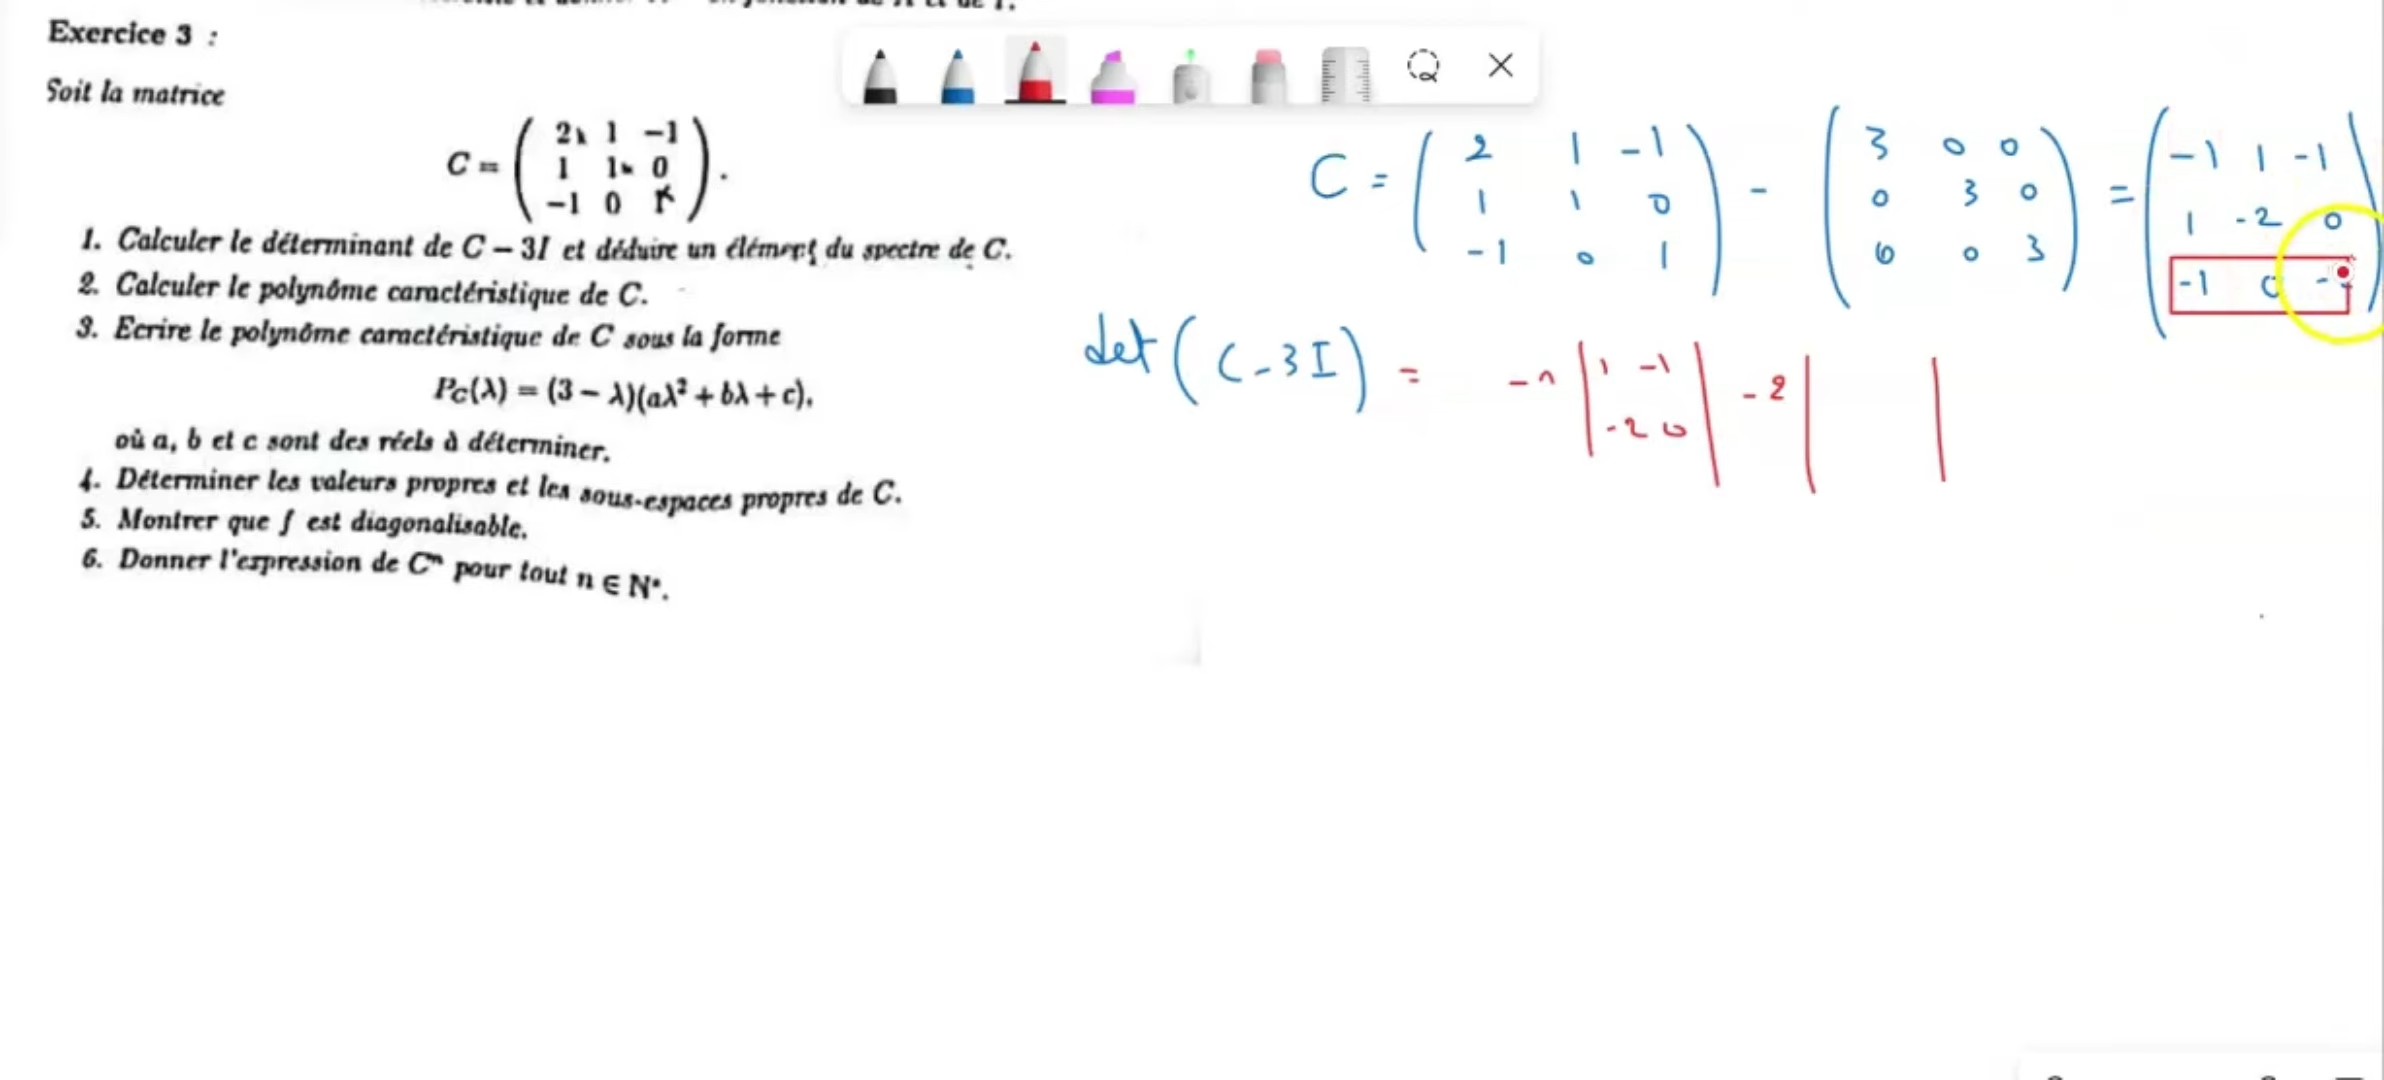 Exercice 3 :
Soit la matrice
C = ( 2 1 -1
1 1 0
-1 0 1 ) .
1. Calculer le déterminant de C - 3I et déduire un élément du spectre de C.
2. Calculer le polynôme caractéristique de C.
3. Ecrire le polynôme caractéristique de C sous la forme
PC(λ) = (3 - λ)(aλ² + bλ + c),
où a, b et c sont des réels à déterminer.
4. Déterminer les valeurs propres et les sous-espaces propres de C.
5. Montrer que f est diagonalisable.
6. Donner l'expression de Cⁿ pour tout n ∈ N*.
C = ( 2 1 -1 ) - ( 3 0 0 ) = ( -1 1 -1 )
1 1 0 0 3 0 1 -2 0
-1 0 1 0 0 3 -1 0 -
det ( C - 3I ) = -1 | 1 -1 | - 2 | |
-2 0